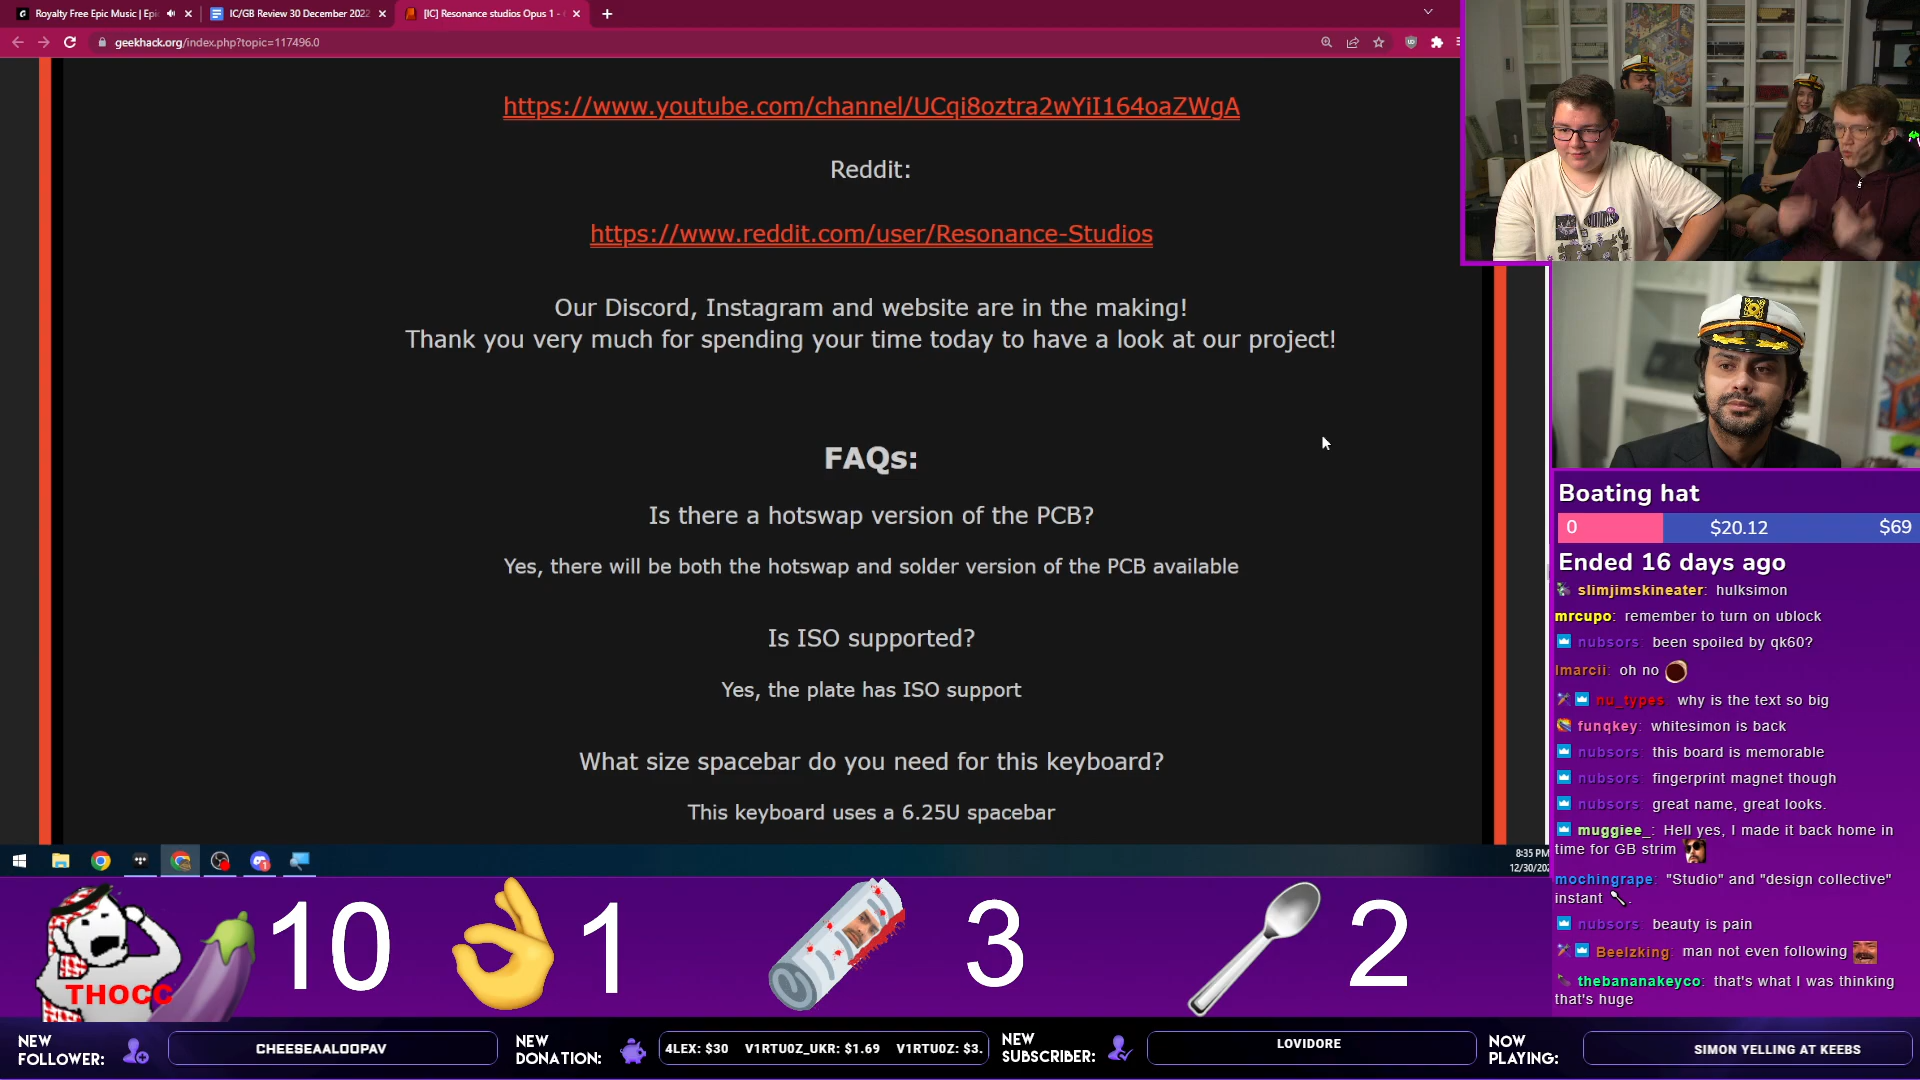 Royalty Free Epic Music | Epi
IC/GB Review 30 December 2022
[IC] Resonance studios Opus 1 -
geekhack.org/index.php?topic=117496.0
https://www.youtube.com/channel/UCqi8oztra2wYiI164oaZWgA
Reddit:
https://www.reddit.com/user/Resonance-Studios
Our Discord, Instagram and website are in the making!
Thank you very much for spending your time today to have a look at our project!
FAQs:
Is there a hotswap version of the PCB?
Yes, there will be both the hotswap and solder version of the PCB available
Is ISO supported?
Yes, the plate has ISO support
What size spacebar do you need for this keyboard?
This keyboard uses a 6.25U spacebar
8:35 PM
12/30/202
Boating hat
0 $20.12 $69
Ended 16 days ago
slimjimskineater: hulksimon
mrcupo: remember to turn on ublock
nubsors: been spoiled by qk60?
lmarcii: oh no
nu_types: why is the text so big
funqkey: whitesimon is back
nubsors: this board is memorable
nubsors: fingerprint magnet though
nubsors: great name, great looks.
muggiee_: Hell yes, I made it back home in
time for GB strim
mochingrape: "Studio" and "design collective"
instant .
nubsors: beauty is pain
Beelzking: man not even following
thebananakeyco: that's what I was thinking
that's huge
THOCC
10 1 3 2
NEW FOLLOWER: CHEESEAALOOPAV
NEW DONATION: 4LEX: $30 V1RTU0Z_UKR: $1.69 V1RTU0Z: $3.
NEW SUBSCRIBER: LOVIDORE
NOW PLAYING: SIMON YELLING AT KEEBS